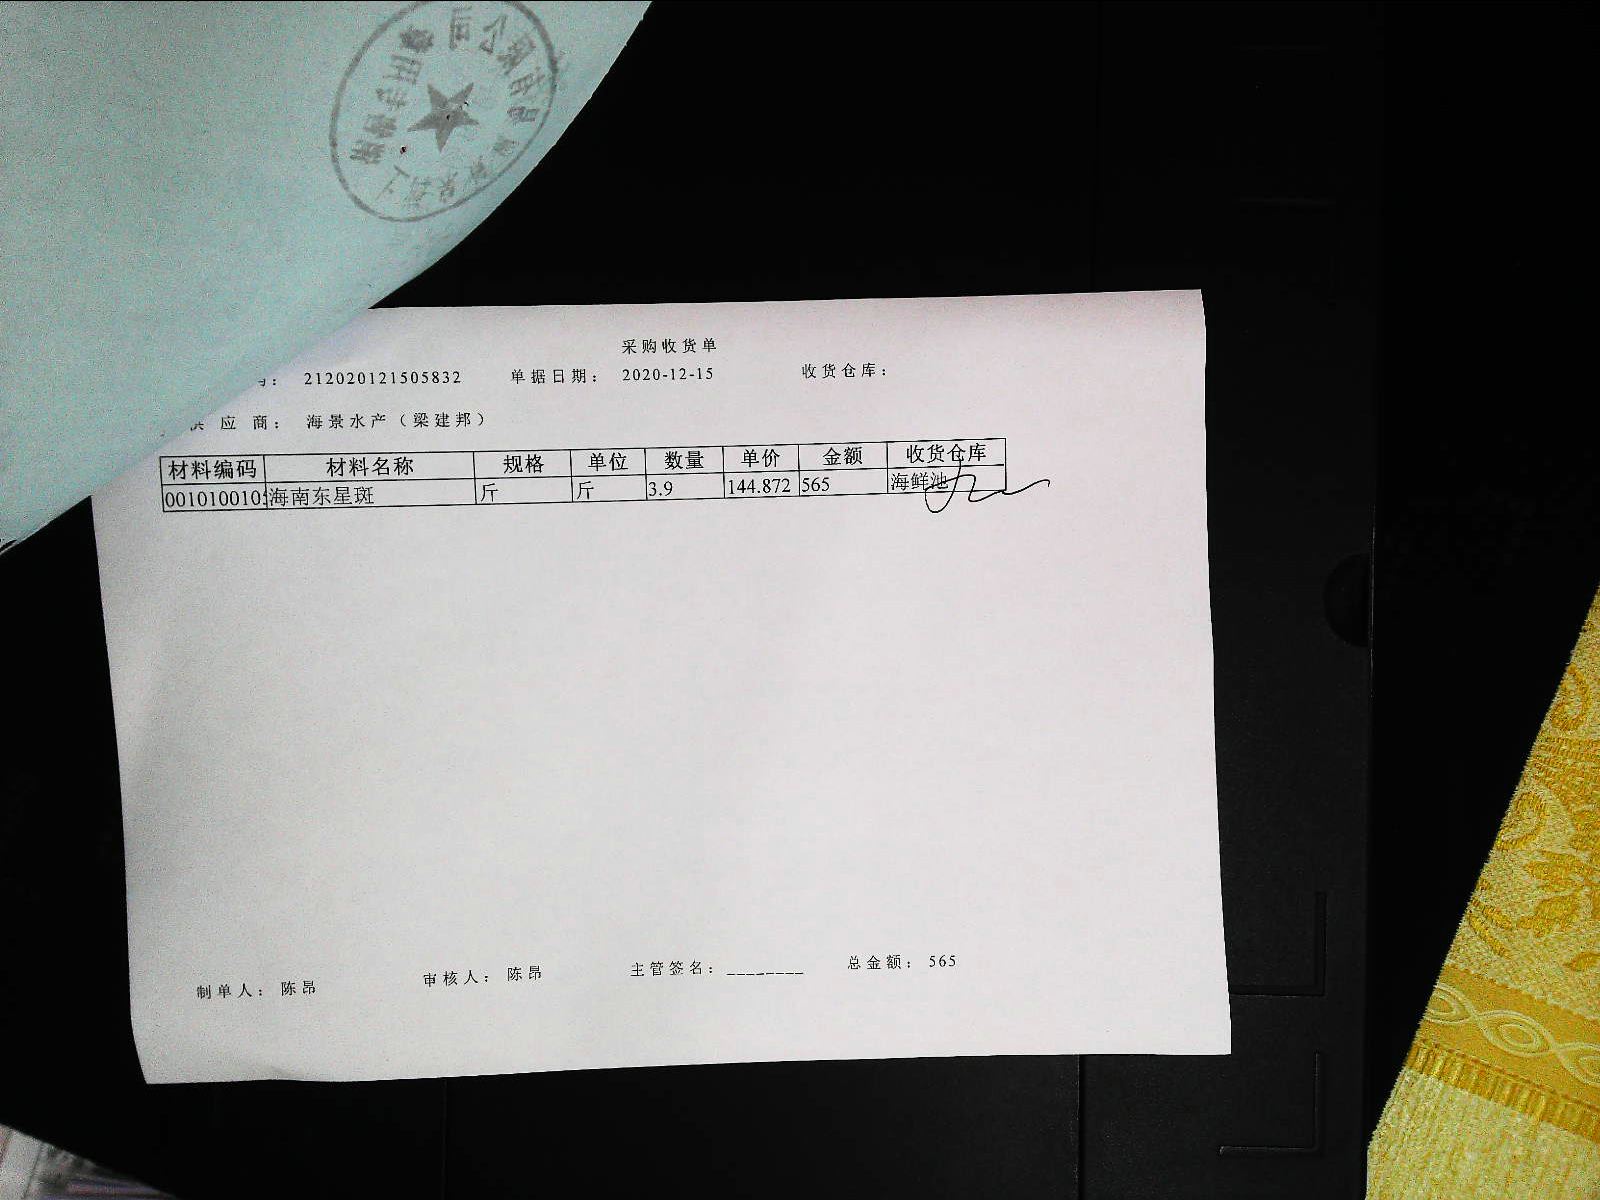 采购收货单
212020121505832 单据日期： 2020-12-15 收货仓库：
供应商： 海景水产（梁建邦）
材料编码 材料名称 规格 单位 数量 单价 金额 收货仓库
001010010 海南东星斑 斤 斤 3.9 144.872 565 海鲜池
制单人： 陈昂 审核人： 陈昂 主管签名：________ 总金额： 565